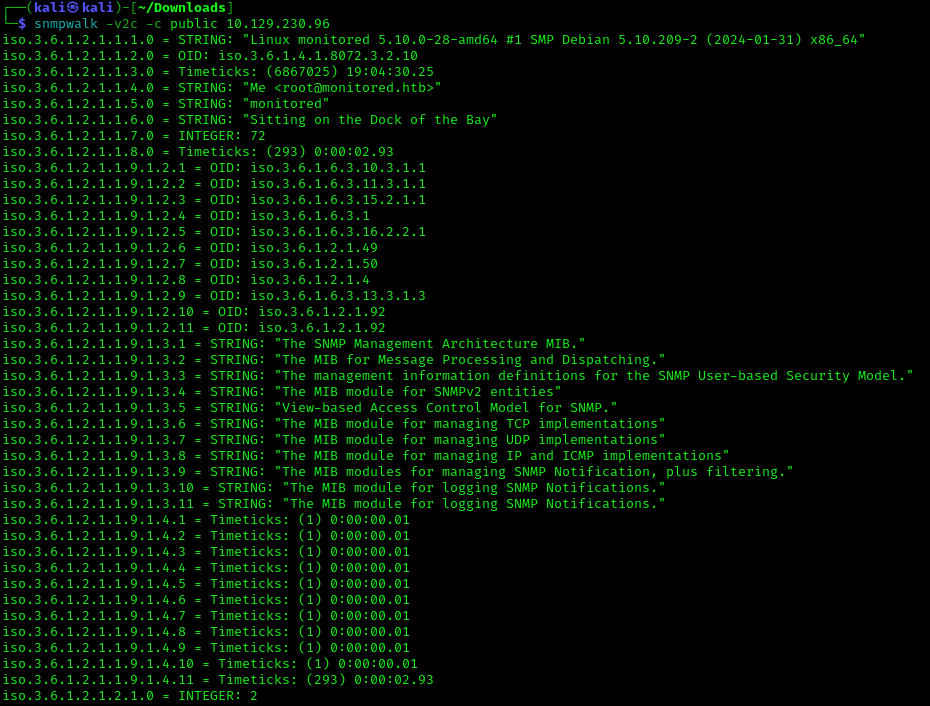 ┌──(kali㉿kali)-[~/Downloads]
└─$ snmpwalk -v2c -c public 10.129.230.96
iso.3.6.1.2.1.1.1.0 = STRING: "Linux monitored 5.10.0-28-amd64 #1 SMP Debian 5.10.209-2 (2024-01-31) x86_64"
iso.3.6.1.2.1.1.2.0 = OID: iso.3.6.1.4.1.8072.3.2.10
iso.3.6.1.2.1.1.3.0 = Timeticks: (6867025) 19:04:30.25
iso.3.6.1.2.1.1.4.0 = STRING: "Me <root@monitored.htb>"
iso.3.6.1.2.1.1.5.0 = STRING: "monitored"
iso.3.6.1.2.1.1.6.0 = STRING: "Sitting on the Dock of the Bay"
iso.3.6.1.2.1.1.7.0 = INTEGER: 72
iso.3.6.1.2.1.1.8.0 = Timeticks: (293) 0:00:02.93
iso.3.6.1.2.1.1.9.1.2.1 = OID: iso.3.6.1.6.3.10.3.1.1
iso.3.6.1.2.1.1.9.1.2.2 = OID: iso.3.6.1.6.3.11.3.1.1
iso.3.6.1.2.1.1.9.1.2.3 = OID: iso.3.6.1.6.3.15.2.1.1
iso.3.6.1.2.1.1.9.1.2.4 = OID: iso.3.6.1.6.3.1
iso.3.6.1.2.1.1.9.1.2.5 = OID: iso.3.6.1.6.3.16.2.2.1
iso.3.6.1.2.1.1.9.1.2.6 = OID: iso.3.6.1.2.1.49
iso.3.6.1.2.1.1.9.1.2.7 = OID: iso.3.6.1.2.1.50
iso.3.6.1.2.1.1.9.1.2.8 = OID: iso.3.6.1.2.1.4
iso.3.6.1.2.1.1.9.1.2.9 = OID: iso.3.6.1.6.3.13.3.1.3
iso.3.6.1.2.1.1.9.1.2.10 = OID: iso.3.6.1.2.1.92
iso.3.6.1.2.1.1.9.1.2.11 = OID: iso.3.6.1.2.1.92
iso.3.6.1.2.1.1.9.1.3.1 = STRING: "The SNMP Management Architecture MIB."
iso.3.6.1.2.1.1.9.1.3.2 = STRING: "The MIB for Message Processing and Dispatching."
iso.3.6.1.2.1.1.9.1.3.3 = STRING: "The management information definitions for the SNMP User-based Security Model."
iso.3.6.1.2.1.1.9.1.3.4 = STRING: "The MIB module for SNMPv2 entities"
iso.3.6.1.2.1.1.9.1.3.5 = STRING: "View-based Access Control Model for SNMP."
iso.3.6.1.2.1.1.9.1.3.6 = STRING: "The MIB module for managing TCP implementations"
iso.3.6.1.2.1.1.9.1.3.7 = STRING: "The MIB module for managing UDP implementations"
iso.3.6.1.2.1.1.9.1.3.8 = STRING: "The MIB module for managing IP and ICMP implementations"
iso.3.6.1.2.1.1.9.1.3.9 = STRING: "The MIB modules for managing SNMP Notification, plus filtering."
iso.3.6.1.2.1.1.9.1.3.10 = STRING: "The MIB module for logging SNMP Notifications."
iso.3.6.1.2.1.1.9.1.3.11 = STRING: "The MIB module for logging SNMP Notifications."
iso.3.6.1.2.1.1.9.1.4.1 = Timeticks: (1) 0:00:00.01
iso.3.6.1.2.1.1.9.1.4.2 = Timeticks: (1) 0:00:00.01
iso.3.6.1.2.1.1.9.1.4.3 = Timeticks: (1) 0:00:00.01
iso.3.6.1.2.1.1.9.1.4.4 = Timeticks: (1) 0:00:00.01
iso.3.6.1.2.1.1.9.1.4.5 = Timeticks: (1) 0:00:00.01
iso.3.6.1.2.1.1.9.1.4.6 = Timeticks: (1) 0:00:00.01
iso.3.6.1.2.1.1.9.1.4.7 = Timeticks: (1) 0:00:00.01
iso.3.6.1.2.1.1.9.1.4.8 = Timeticks: (1) 0:00:00.01
iso.3.6.1.2.1.1.9.1.4.9 = Timeticks: (1) 0:00:00.01
iso.3.6.1.2.1.1.9.1.4.10 = Timeticks: (1) 0:00:00.01
iso.3.6.1.2.1.1.9.1.4.11 = Timeticks: (293) 0:00:02.93
iso.3.6.1.2.1.2.1.0 = INTEGER: 2